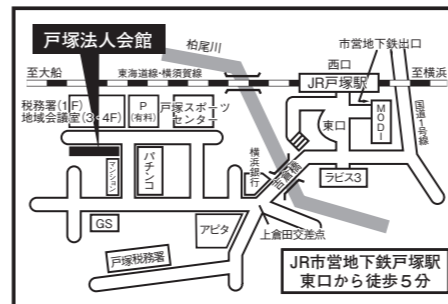 戸塚法人会館
柏尾川
市営地下鉄出口
西口
至大船
東海道線・横須賀線
JR戸塚駅
至横浜
税務署(1F)
地域会議室(3・4F)
P
(有料)
戸塚スポーツ
センター
東口
MODI
国道1号線
マンション
パチンコ
横浜銀行
吉倉橋
ラピス3
GS
アピタ
上倉田交差点
戸塚税務署
JR市営地下鉄戸塚駅
東口から徒歩5分